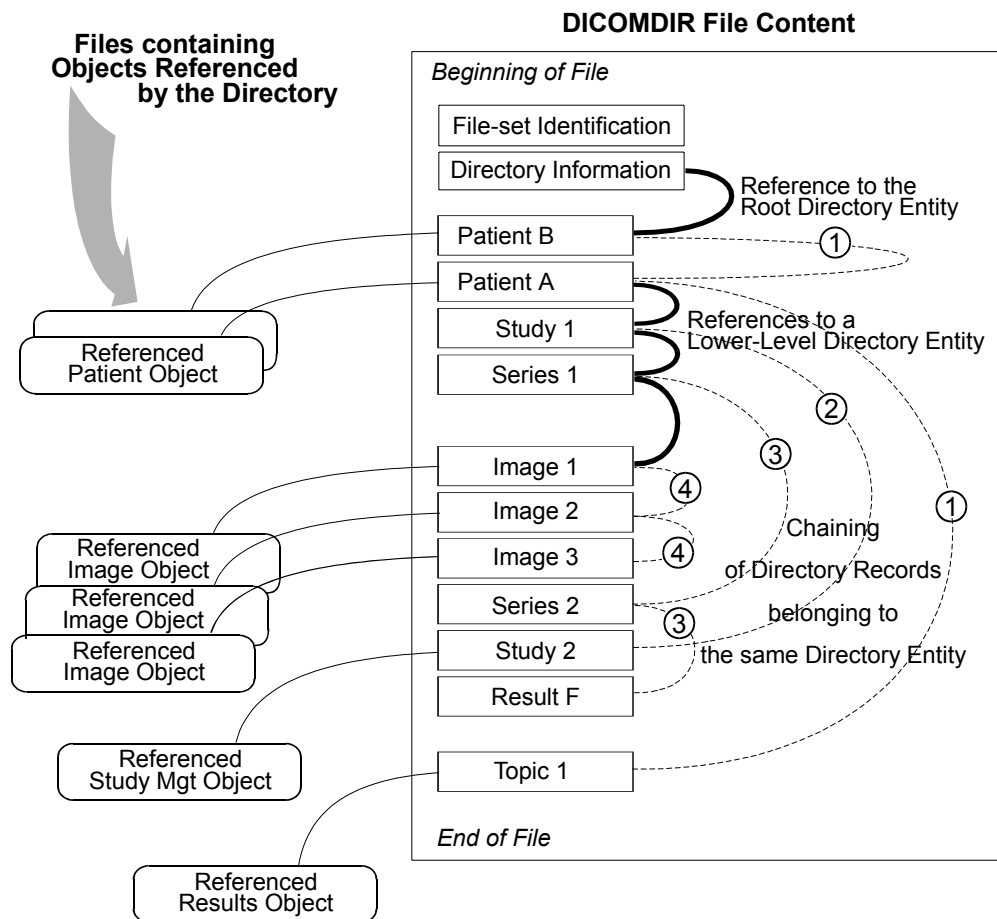 DICOMDIR File Content
Files containing
Objects Referenced
by the Directory
Beginning of File
File-set Identification
Directory Information
Reference to the
Root Directory Entity
Patient B
1
Patient A
Study 1
References to a
Lower-Level Directory Entity
Series 1
Referenced
Patient Object
2
3
Image 1
4
1
Image 2
Chaining
Image 3
4
of Directory Records
Referenced
Image Object
Referenced
Image Object
Referenced
Image Object
Series 2
3
belonging to
Study 2
the same Directory Entity
Result F
Referenced
Study Mgt Object
Topic 1
End of File
Referenced
Results Object